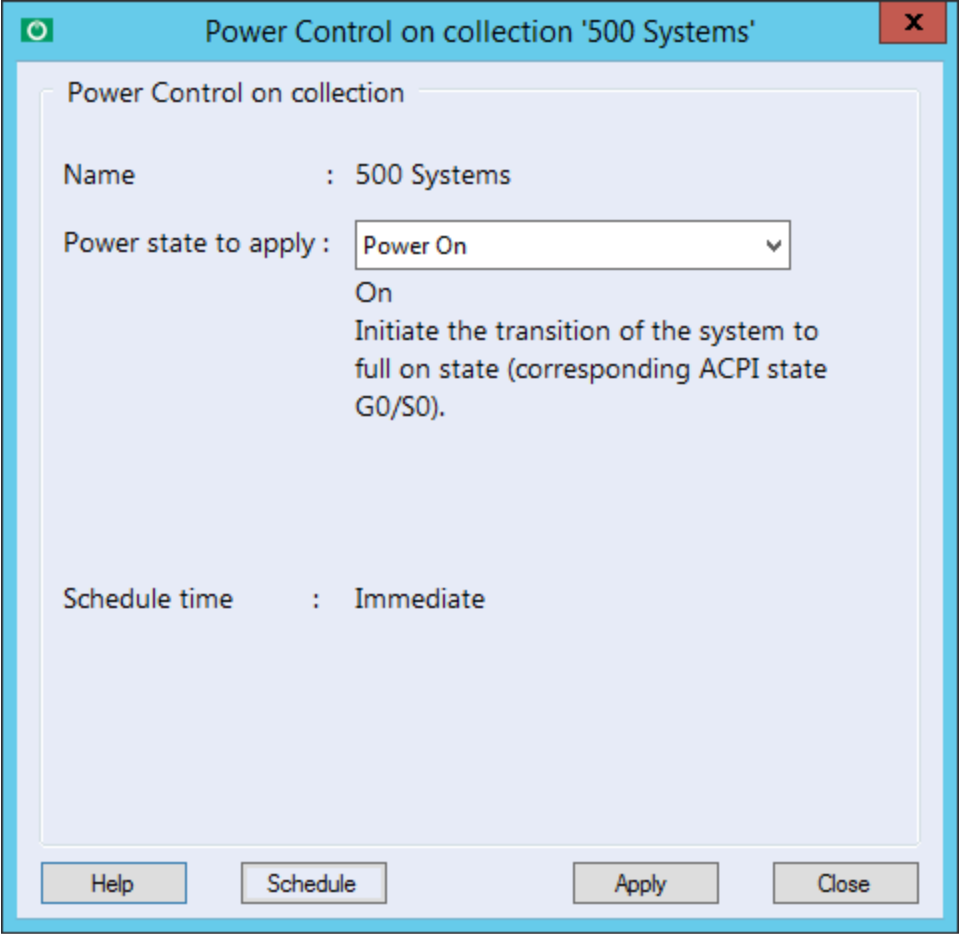 Power Control on collection '500 Systems'
x
Power Control on collection
Name : 500 Systems
Power state to apply : Power On
On
Initiate the transition of the system to
full on state (corresponding ACPI state
G0/S0).
Schedule time : Immediate
Help Schedule Apply Close